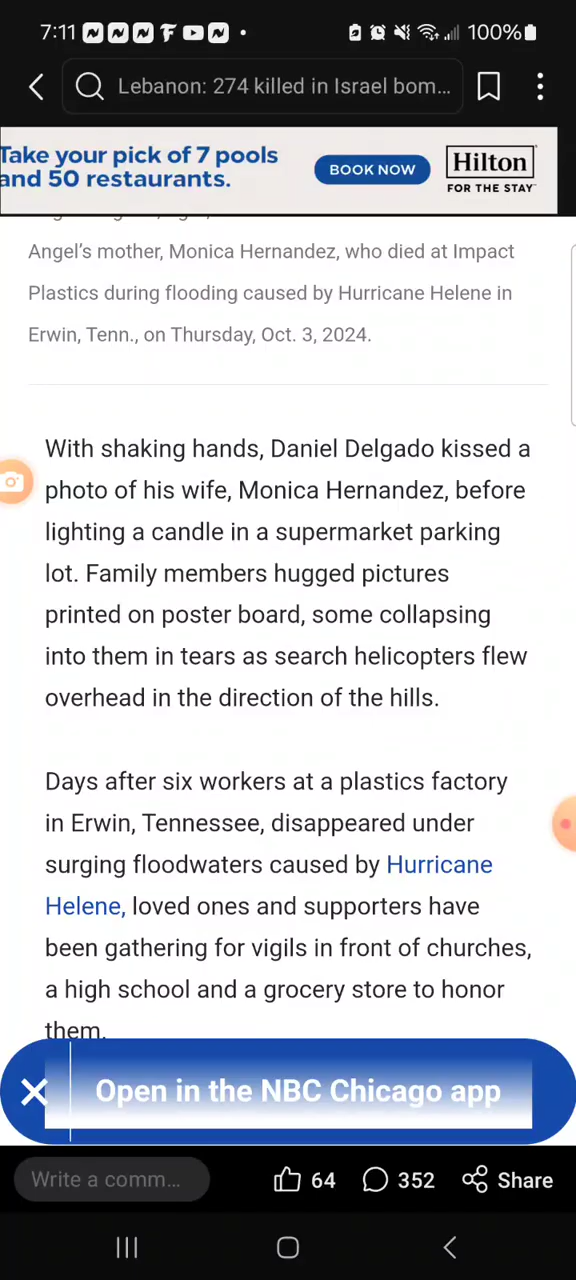 7:11
100%
Lebanon: 274 killed in Israel bom...
Take your pick of 7 pools
and 50 restaurants.
BOOK NOW
Hilton
FOR THE STAY
Angel's mother, Monica Hernandez, who died at Impact
Plastics during flooding caused by Hurricane Helene in
Erwin, Tenn., on Thursday, Oct. 3, 2024.
With shaking hands, Daniel Delgado kissed a
photo of his wife, Monica Hernandez, before
lighting a candle in a supermarket parking
lot. Family members hugged pictures
printed on poster board, some collapsing
into them in tears as search helicopters flew
overhead in the direction of the hills.
Days after six workers at a plastics factory
in Erwin, Tennessee, disappeared under
surging floodwaters caused by Hurricane
Helene, loved ones and supporters have
been gathering for vigils in front of churches,
a high school and a grocery store to honor
them.
Open in the NBC Chicago app
Write a comm...
64
352
Share